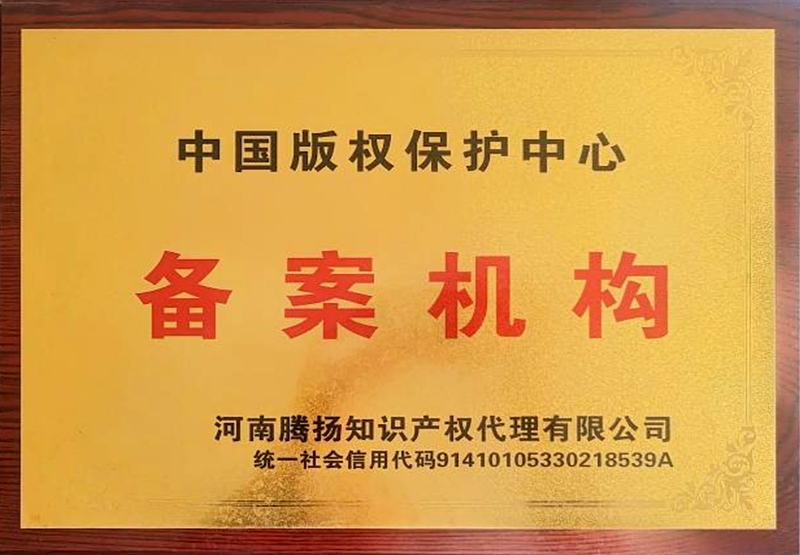 中国版权保护中心
备案机构
河南腾扬知识产权代理有限公司
统一社会信用代码91410105330218539A